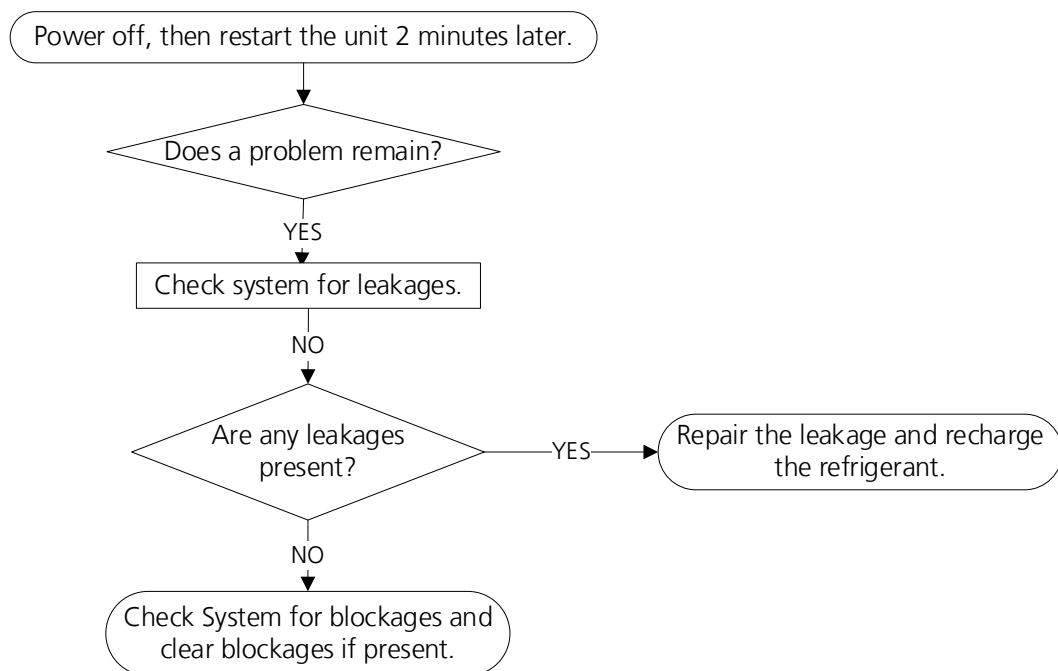 Power off, then restart the unit 2 minutes later.
Does a problem remain?
YES
Check system for leakages.
NO
Are any leakages
present?
YES
Repair the leakage and recharge
the refrigerant.
NO
Check System for blockages and
clear blockages if present.